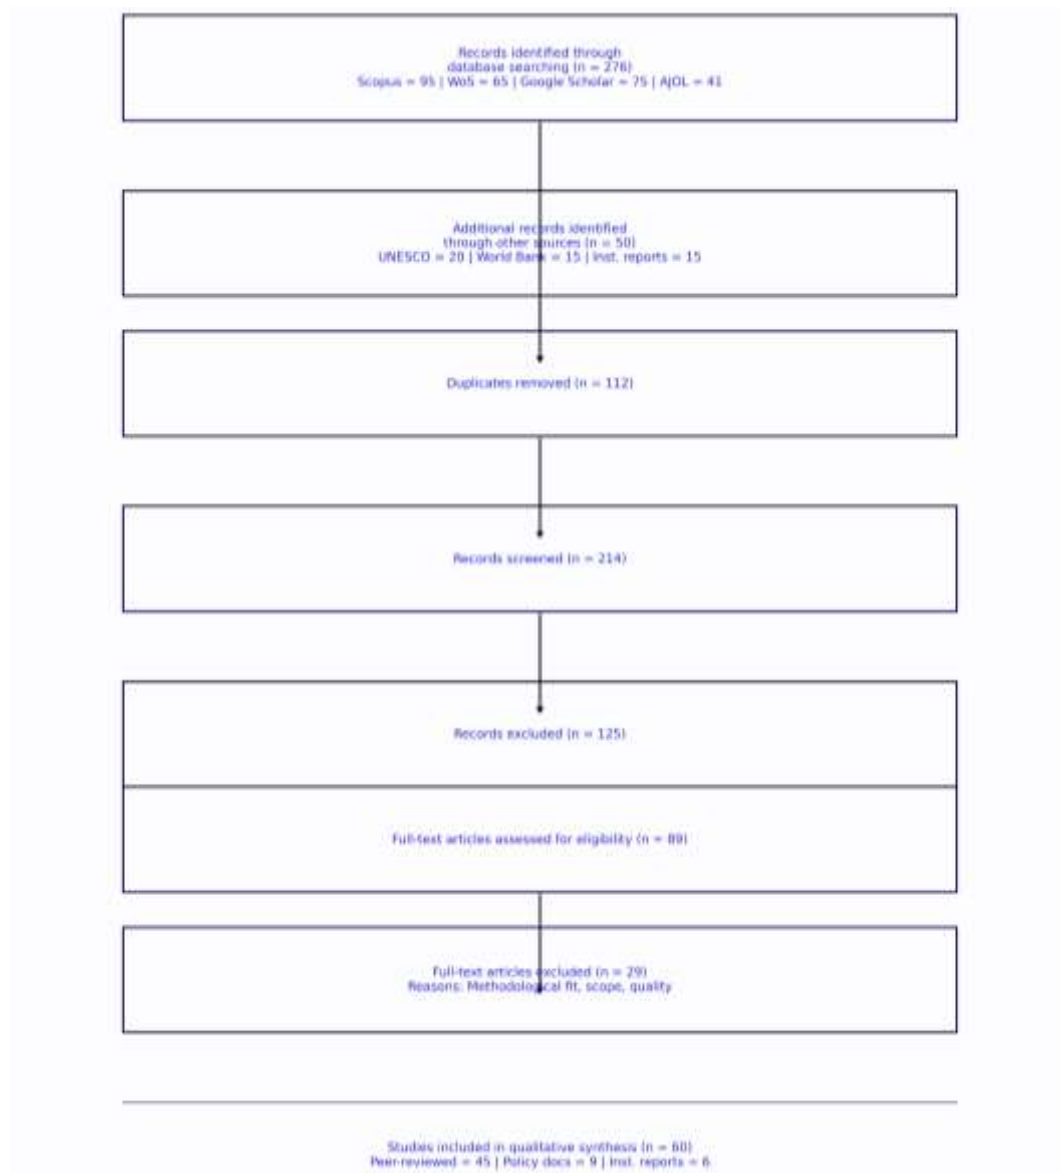 Records identified through
database searching (n = 276)
Scopus = 95 | WoS = 65 | Google Scholar = 75 | AJOL = 41
Additional records identified
through other sources (n = 50)
UNESCO = 20 | World Bank = 15 | Inst. reports = 15
Duplicates removed (n = 112)
Records screened (n = 214)
Records excluded (n = 125)
Full-text articles assessed for eligibility (n = 89)
Full-text articles excluded (n = 29)
Reasons: Methodological fit, scope, quality
Studies included in qualitative synthesis (n = 60)
Peer-reviewed = 45 | Policy docs = 9 | Inst. reports = 6